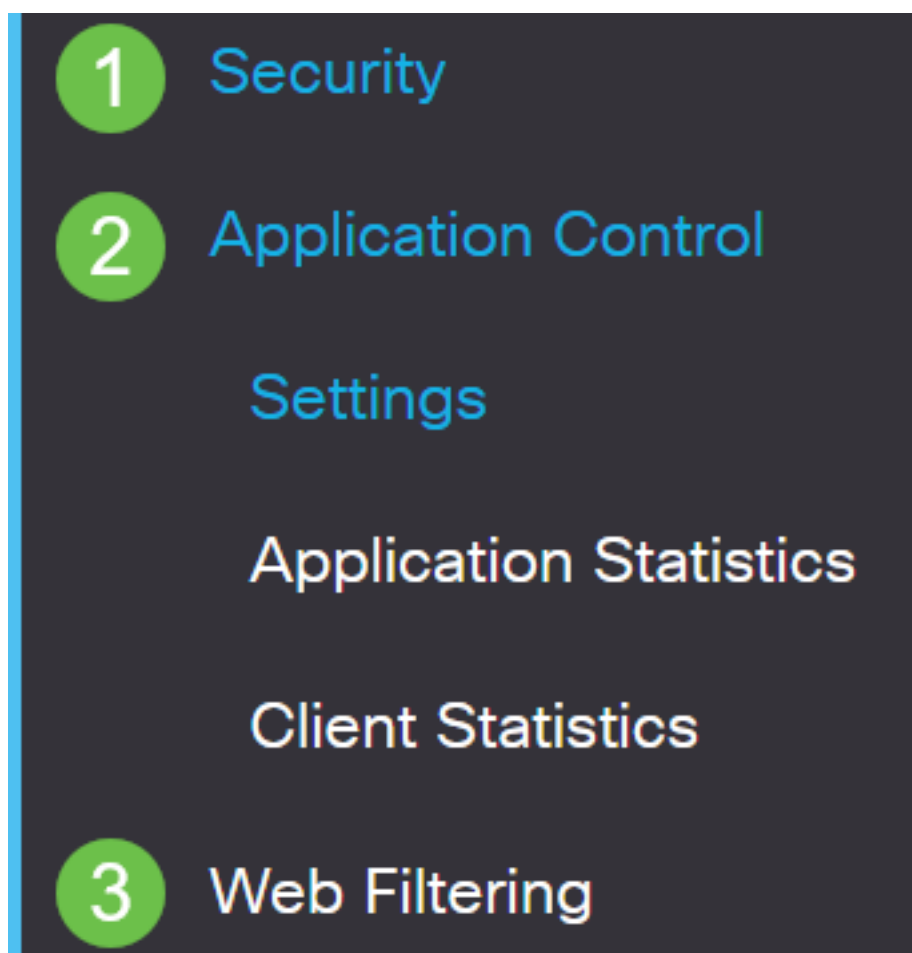 1 Security
2 Application Control
Settings
Application Statistics
Client Statistics
3 Web Filtering